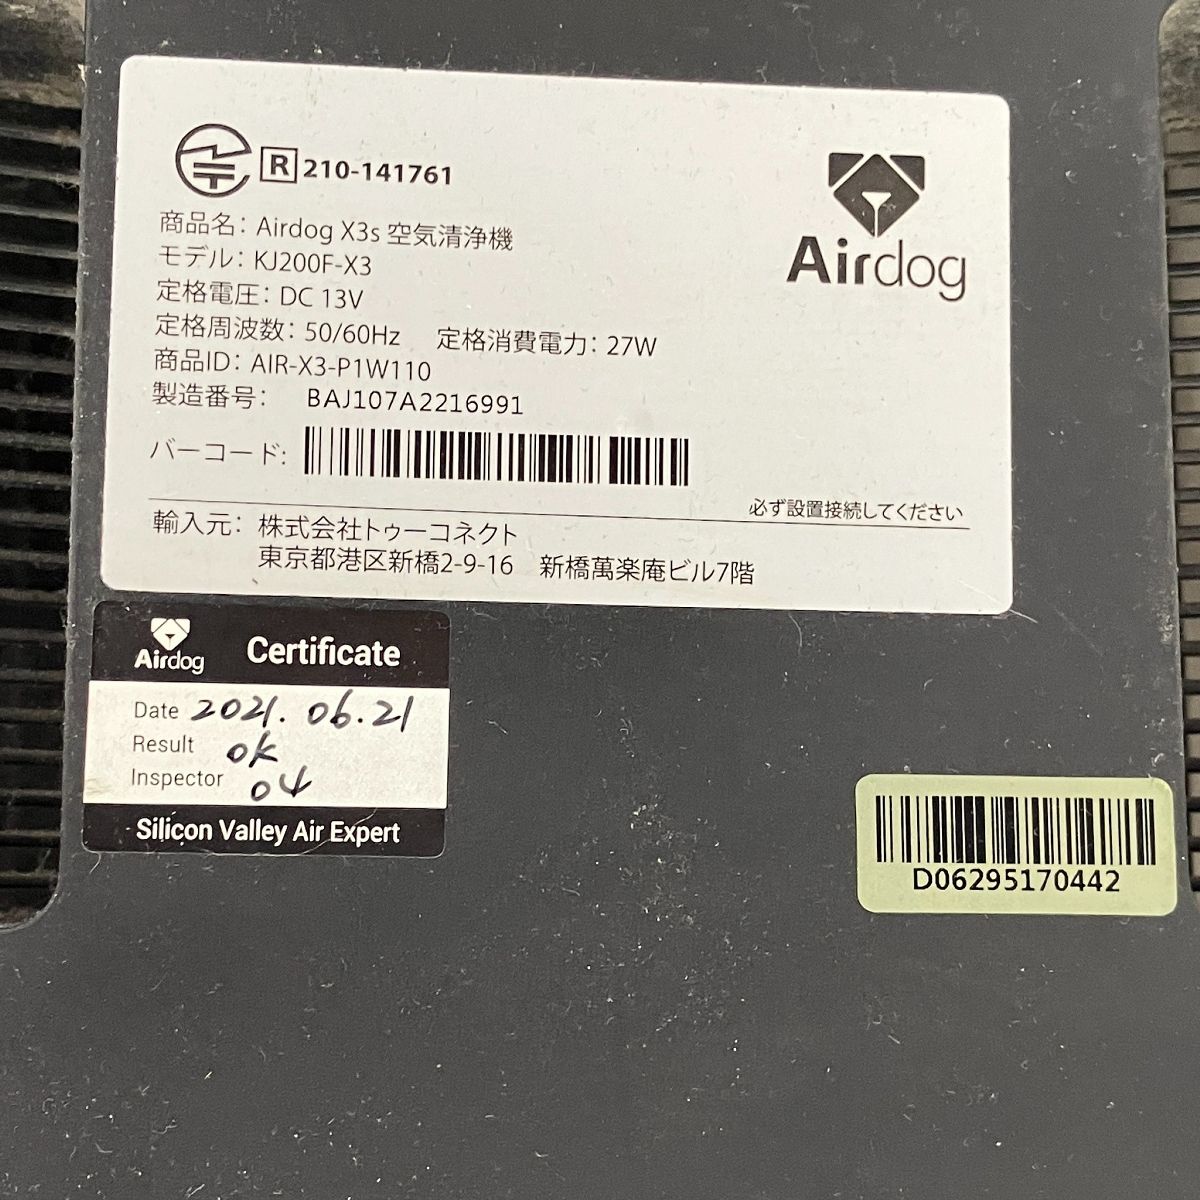 R 210-141761
Airdog
商品名: Airdog X3s 空気清浄機
モデル: KJ200F-X3
定格電圧: DC 13V
定格周波数: 50/60Hz 定格消費電力: 27W
商品ID: AIR-X3-P1W110
製造番号: BAJ107A2216991
バーコード:
必ず設置接続してください
輸入元: 株式会社トゥーコネクト
東京都港区新橋2-9-16 新橋萬楽庵ビル7階
Airdog Certificate
Date 2021.06.21
Result OK
Inspector 04
Silicon Valley Air Expert
D06295170442